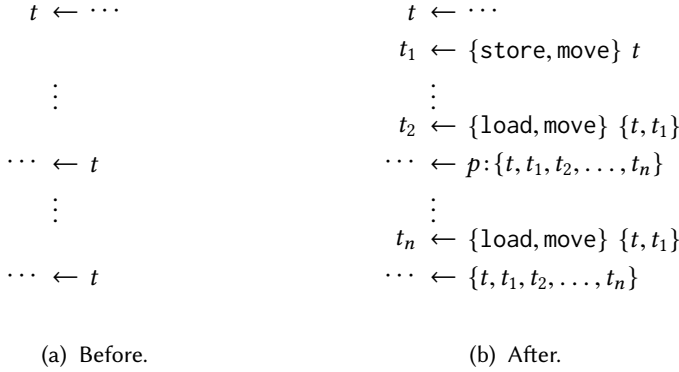 t ← ⋯
⋮
⋯ ← t
⋮
⋯ ← t
(a) Before.
t ← ⋯
t₁ ← {store, move} t
⋮
t₂ ← {load, move} {t, t₁}
⋯ ← p:{t, t₁, t₂, …, tₙ}
⋮
tₙ ← {load, move} {t, t₁}
⋯ ← {t, t₁, t₂, …, tₙ}
(b) After.